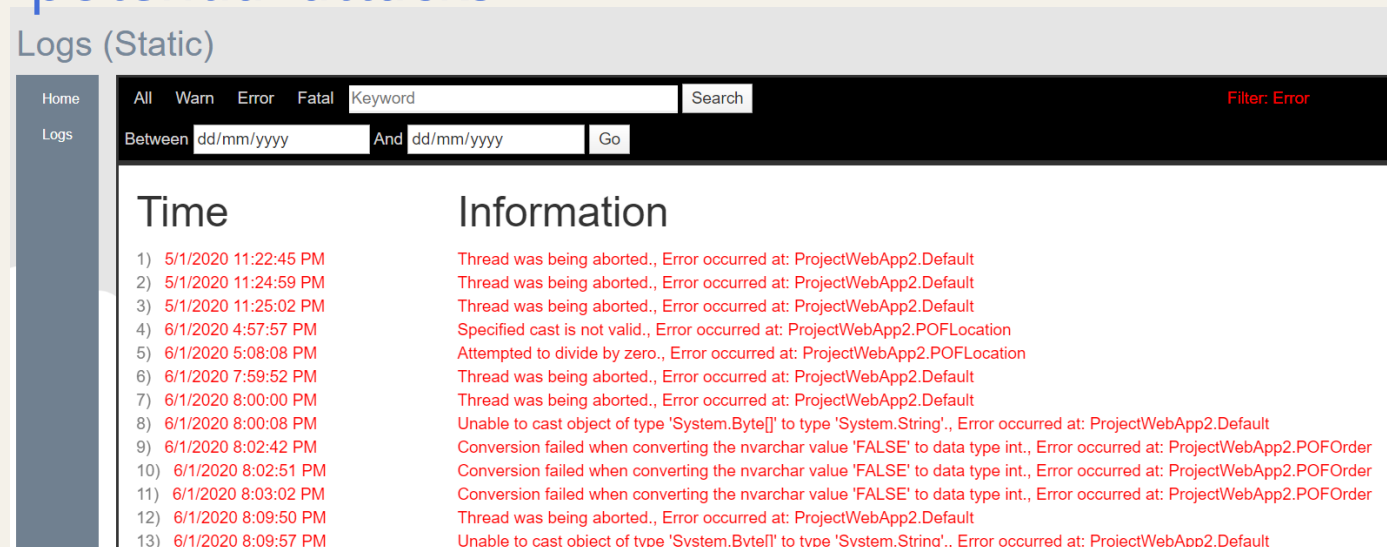 Logs (Static)
Home
Logs
All Warn Error Fatal Keyword Search Filter: Error
Between dd/mm/yyyy And dd/mm/yyyy Go
Time Information
1) 5/1/2020 11:22:45 PM Thread was being aborted., Error occurred at: ProjectWebApp2.Default
2) 5/1/2020 11:24:59 PM Thread was being aborted., Error occurred at: ProjectWebApp2.Default
3) 5/1/2020 11:25:02 PM Thread was being aborted., Error occurred at: ProjectWebApp2.Default
4) 6/1/2020 4:57:57 PM Specified cast is not valid., Error occurred at: ProjectWebApp2.POFLocation
5) 6/1/2020 5:08:08 PM Attempted to divide by zero., Error occurred at: ProjectWebApp2.POFLocation
6) 6/1/2020 7:59:52 PM Thread was being aborted., Error occurred at: ProjectWebApp2.Default
7) 6/1/2020 8:00:00 PM Thread was being aborted., Error occurred at: ProjectWebApp2.Default
8) 6/1/2020 8:00:08 PM Unable to cast object of type 'System.Byte[]' to type 'System.String'., Error occurred at: ProjectWebApp2.Default
9) 6/1/2020 8:02:42 PM Conversion failed when converting the nvarchar value 'FALSE' to data type int., Error occurred at: ProjectWebApp2.POFOrder
10) 6/1/2020 8:02:51 PM Conversion failed when converting the nvarchar value 'FALSE' to data type int., Error occurred at: ProjectWebApp2.POFOrder
11) 6/1/2020 8:03:02 PM Conversion failed when converting the nvarchar value 'FALSE' to data type int., Error occurred at: ProjectWebApp2.POFOrder
12) 6/1/2020 8:09:50 PM Thread was being aborted., Error occurred at: ProjectWebApp2.Default
13) 6/1/2020 8:09:57 PM Unable to cast object of type 'System.Byte[]' to type 'System.String'., Error occurred at: ProjectWebApp2.Default